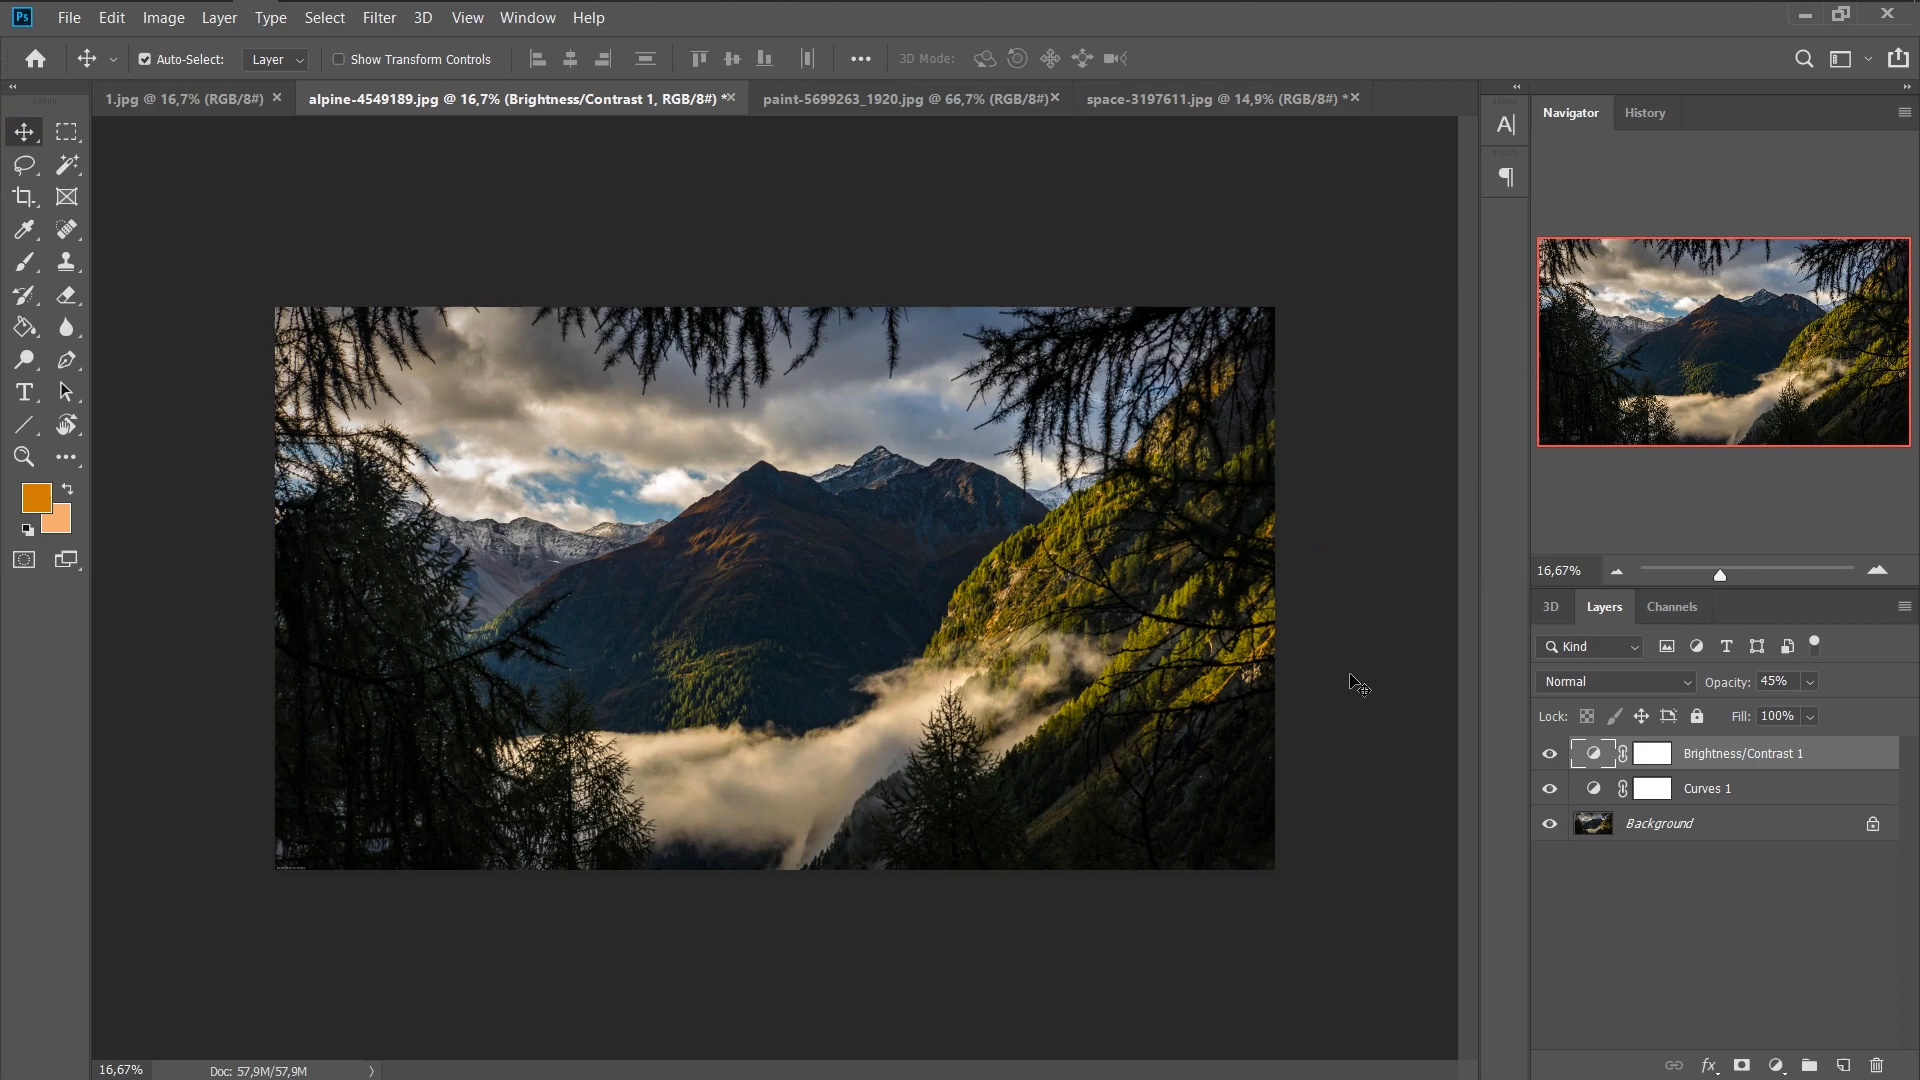 Ps File Edit Image Layer Type Select Filter 3D View Window Help
Auto-Select: Layer Show Transform Controls 3D Mode:
1.jpg @ 16,7% (RGB/8#) alpine-4549189.jpg @ 16,7% (Brightness/Contrast 1, RGB/8#) * paint-5699263_1920.jpg @ 66,7% (RGB/8#) space-3197611.jpg @ 14,9% (RGB/8#) *
Navigator History
16,67%
3D Layers Channels
Kind
Normal Opacity: 45%
Lock: Fill: 100%
Brightness/Contrast 1
Curves 1
Background
fx
16,67% Doc: 57,9M/57,9M